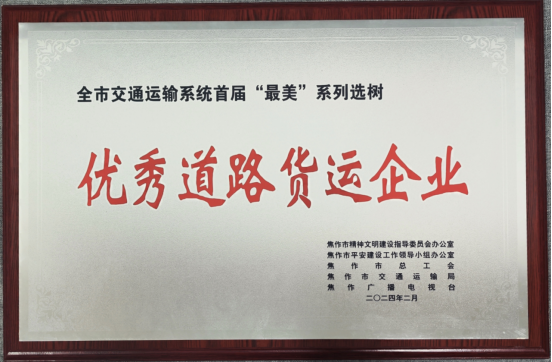 全市交通运输系统首届“最美”系列选树
优秀道路货运企业
焦作市精神文明建设指导委员会办公室
焦作市平安建设工作领导小组办公室
焦作市总工会
焦作市交通运输局
焦作广播电视台
二〇二四年二月